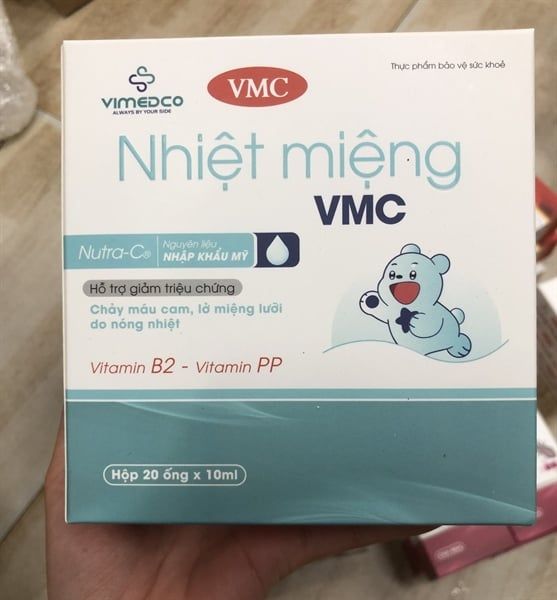 VIMEDCO
ALWAYS BY YOUR SIDE
VMC
Thực phẩm bảo vệ sức khoẻ
Nhiệt miệng
VMC
Nutra-C®
Nguyên liệu
NHẬP KHẨU MỸ
Hỗ trợ giảm triệu chứng
Chảy máu cam, lở miệng lưỡi
do nóng nhiệt
Vitamin B2 - Vitamin PP
Hộp 20 ống x 10ml